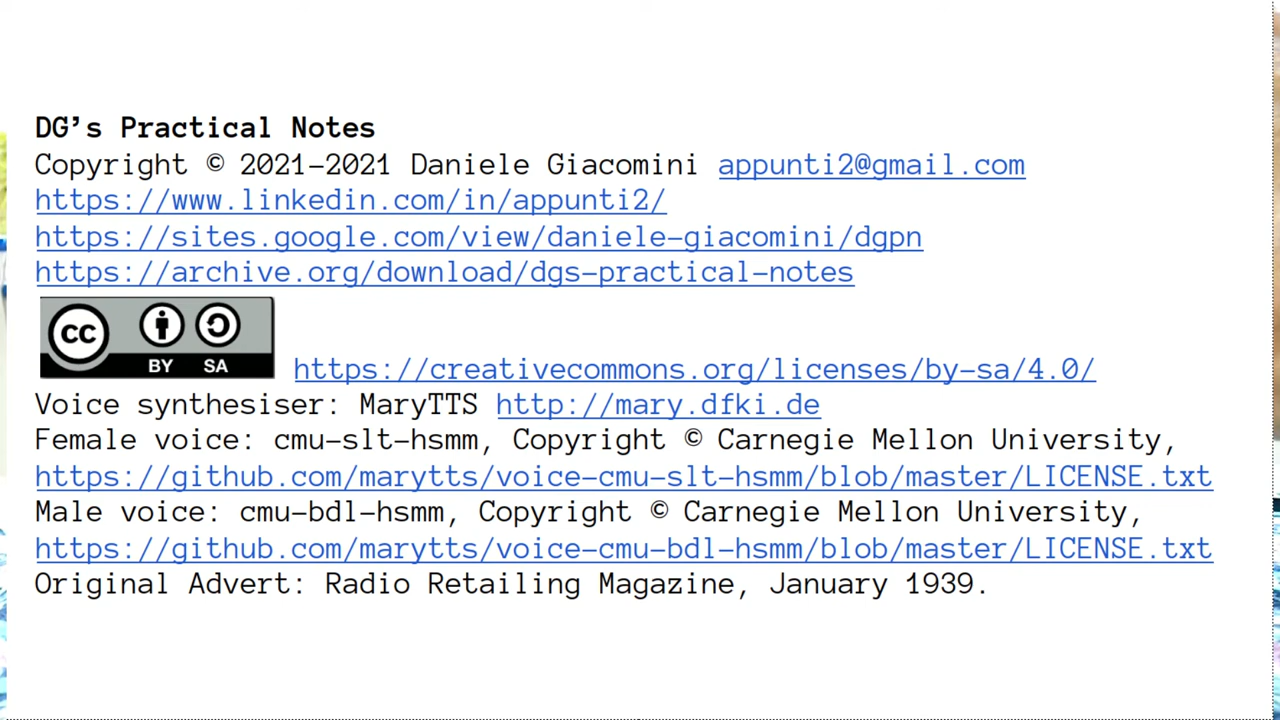 DG's Practical Notes
Copyright © 2021-2021 Daniele Giacomini appunti2@gmail.com
https://www.linkedin.com/in/appunti2/
https://sites.google.com/view/daniele-giacomini/dgpn
https://archive.org/download/dgs-practical-notes
CC BY SA https://creativecommons.org/licenses/by-sa/4.0/
Voice synthesiser: MaryTTS http://mary.dfki.de
Female voice: cmu-slt-hsmm, Copyright © Carnegie Mellon University,
https://github.com/marytts/voice-cmu-slt-hsmm/blob/master/LICENSE.txt
Male voice: cmu-bdl-hsmm, Copyright © Carnegie Mellon University,
https://github.com/marytts/voice-cmu-bdl-hsmm/blob/master/LICENSE.txt
Original Advert: Radio Retailing Magazine, January 1939.